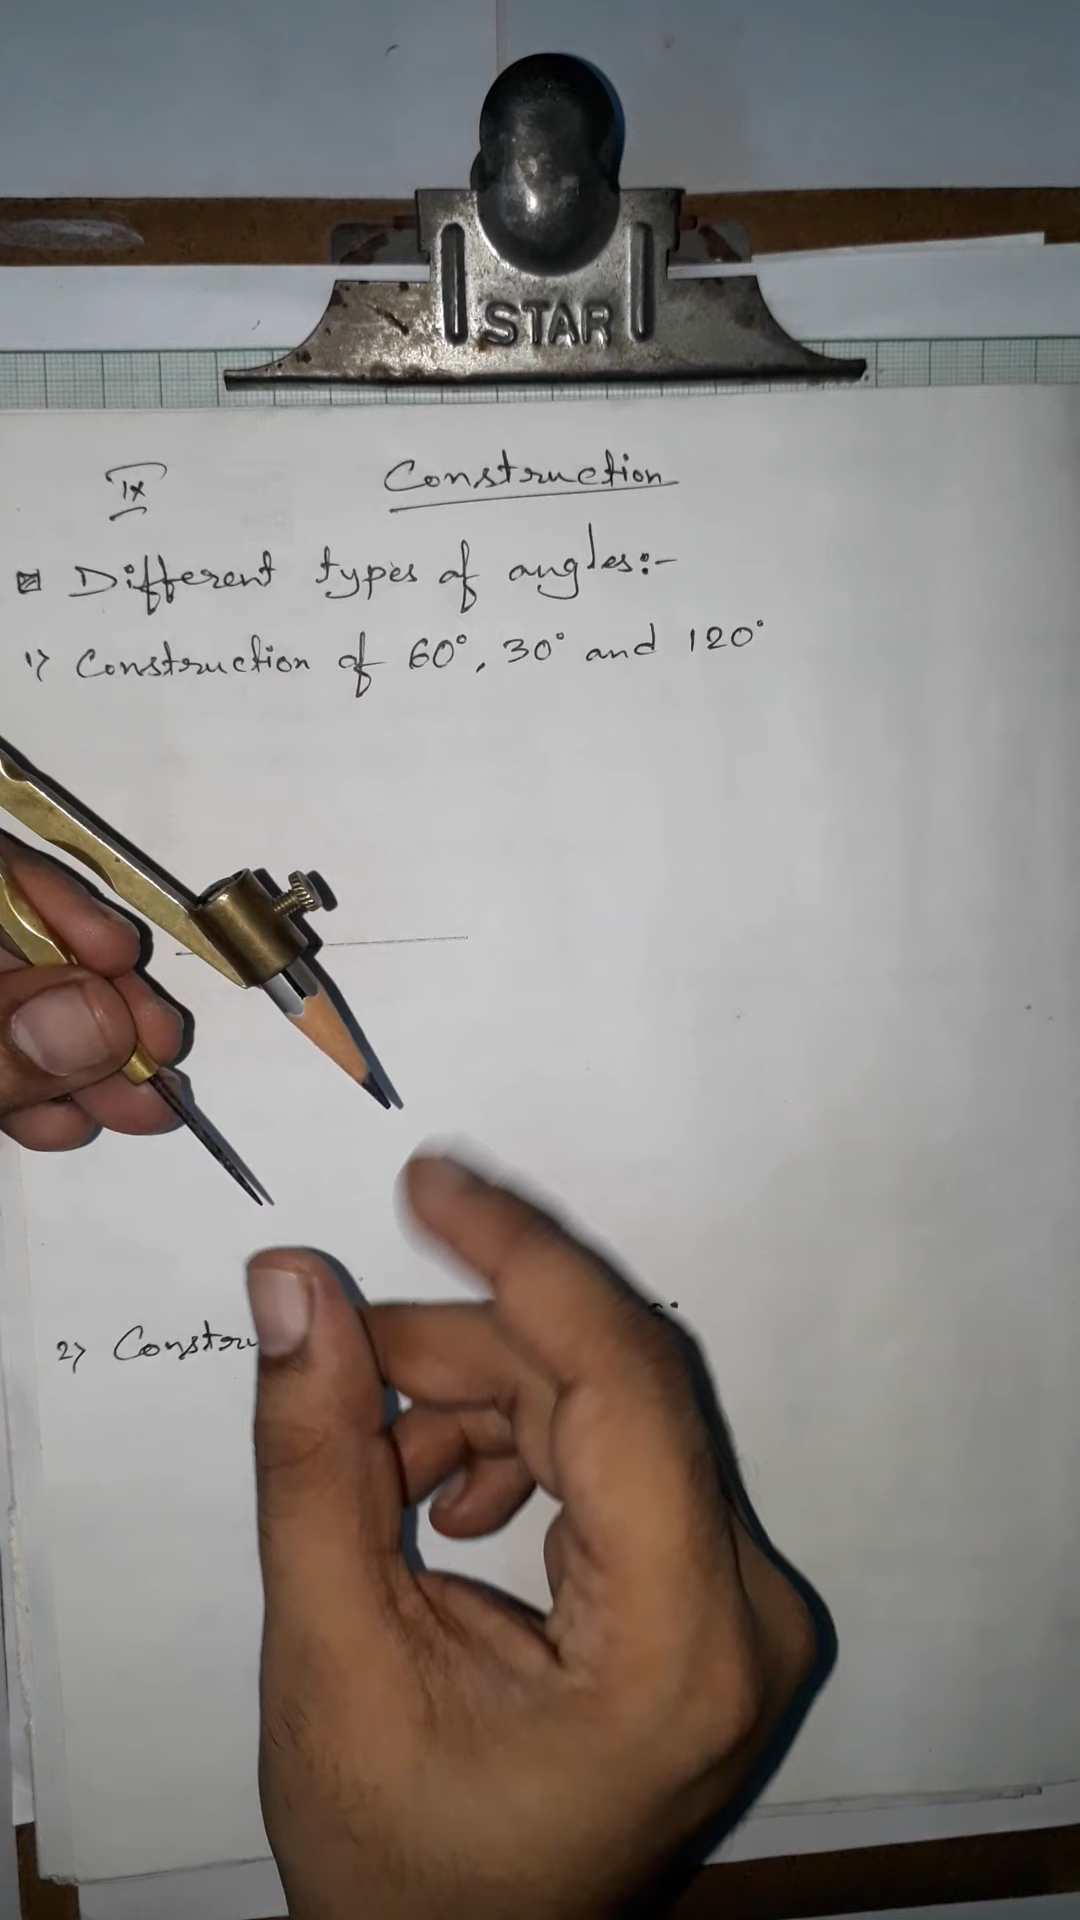 STAR
IX
Construction
Different types of angles:-
1) Construction of 60°, 30° and 120°
2) Constru